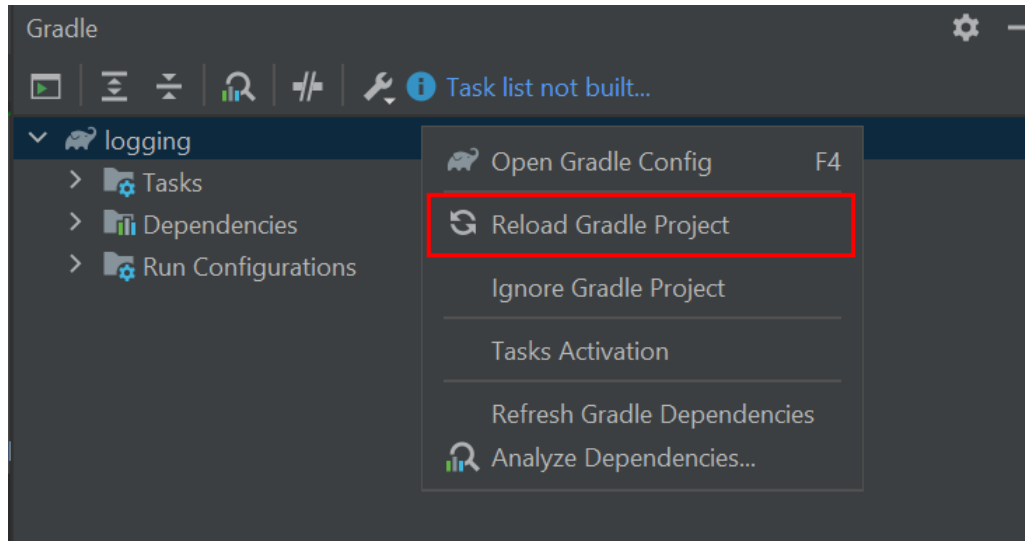 Gradle
Task list not built...
logging
Tasks
Dependencies
Run Configurations
Open Gradle Config F4
Reload Gradle Project
Ignore Gradle Project
Tasks Activation
Refresh Gradle Dependencies
Analyze Dependencies...